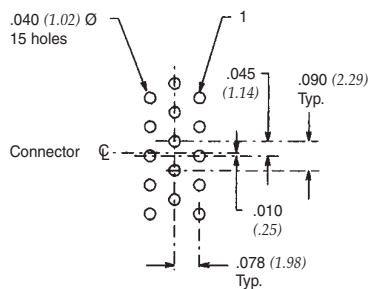 .040 (1.02) Ø
15 holes
1
.045
(1.14)
.090 (2.29)
Typ.
Connector ℄
.010
(.25)
.078 (1.98)
Typ.